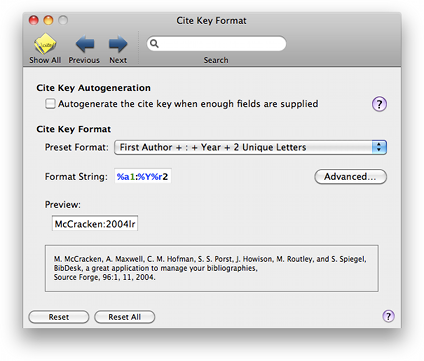 Cite Key Format
Show All Previous Next Search
Cite Key Autogeneration
Autogenerate the cite key when enough fields are supplied
?
Cite Key Format
Preset Format: First Author + : + Year + 2 Unique Letters
Format String: %a1:%Y%r2 Advanced...
Preview:
McCracken:2004lr
M. McCracken, A. Maxwell, C. M. Hofman, S. S. Porst, J. Howison, M. Routley, and S. Spiegel,
BibDesk, a great application to manage your bibliographies,
Source Forge, 96:1, 11, 2004.
Reset Reset All ?